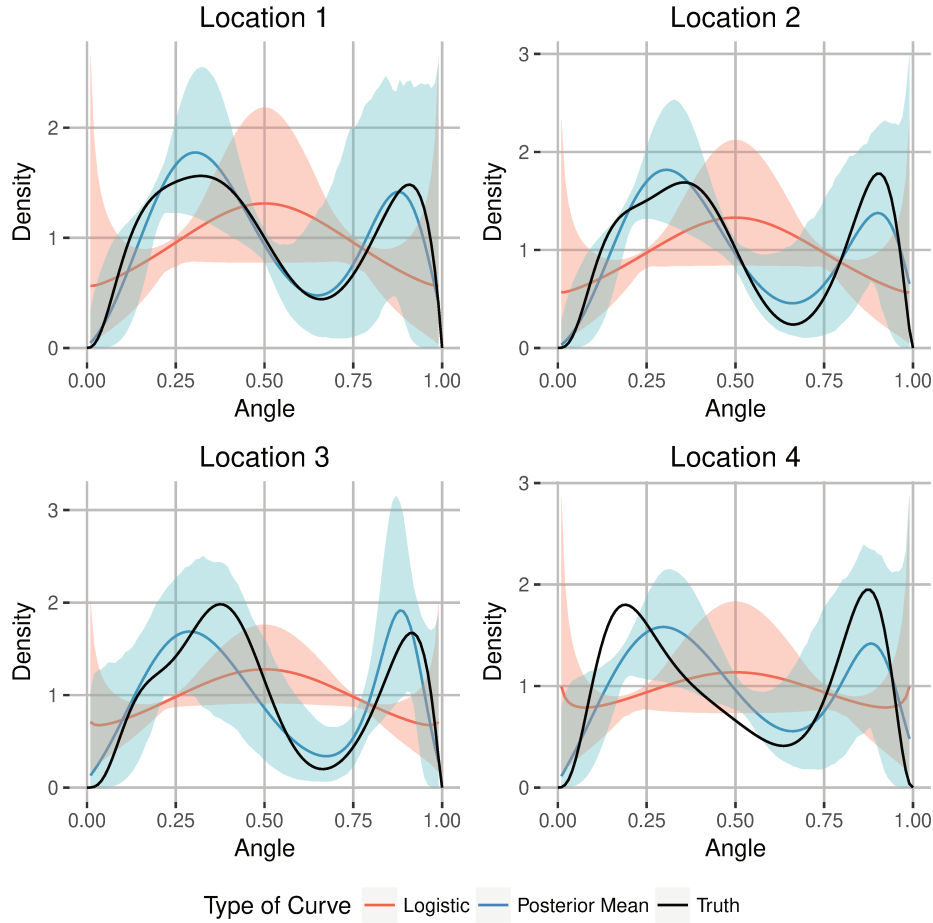 Location 1
Density
2
1
0
0.00 0.25 0.50 0.75 1.00
Angle
Location 2
Density
3
2
1
0
0.00 0.25 0.50 0.75 1.00
Angle
Location 3
Density
3
2
1
0
0.00 0.25 0.50 0.75 1.00
Angle
Location 4
Density
3
2
1
0
0.00 0.25 0.50 0.75 1.00
Angle
Type of Curve Logistic Posterior Mean Truth